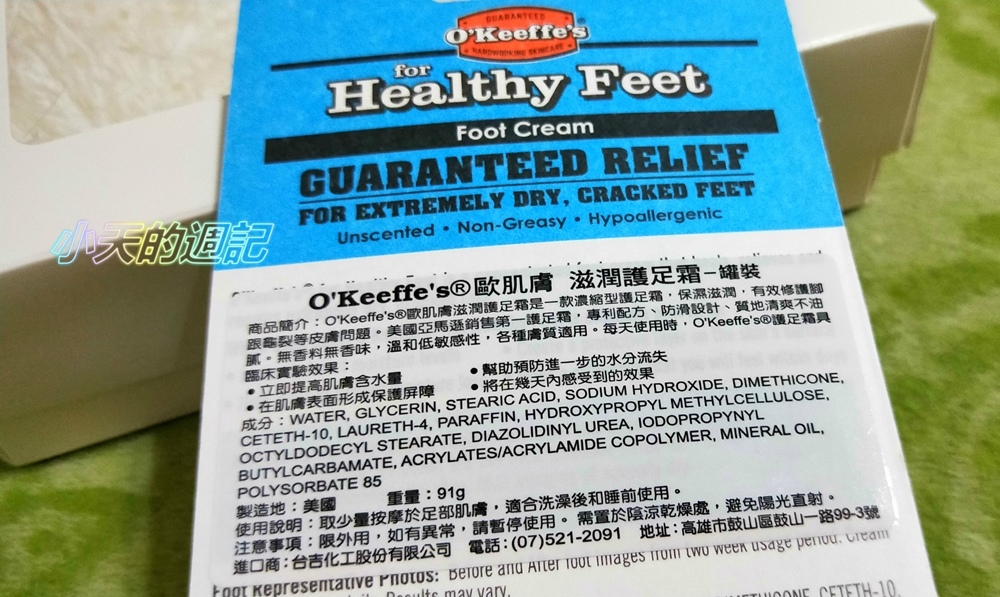 GUARANTEED
O'Keeffe's®
HARDWORKING SKINCARE
for
Healthy Feet
Foot Cream
GUARANTEED RELIEF
FOR EXTREMELY DRY, CRACKED FEET
Unscented • Non-Greasy • Hypoallergenic
小天的週記
O'Keeffe's®歐肌膚 滋潤護足霜-罐裝
商品簡介：O'Keeffe's®歐肌膚滋潤護足霜是一款濃縮型護足霜，保濕滋潤，有效修護腳
跟龜裂等皮膚問題。美國亞馬遜銷售第一護足霜，專利配方、防滑設計、質地清爽不油
膩。無香料無香味，溫和低敏感性，各種膚質適用。每天使用時，O'Keeffe's®護足霜具
臨床實驗效果：
•立即提高肌膚含水量 •幫助預防進一步的水分流失
•在肌膚表面形成保護屏障 •將在幾天內感受到的效果
成分：WATER, GLYCERIN, STEARIC ACID, SODIUM HYDROXIDE, DIMETHICONE,
CETETH-10, LAURETH-4, PARAFFIN, HYDROXYPROPYL METHYLCELLULOSE,
OCTYLDODECYL STEARATE, DIAZOLIDINYL UREA, IODOPROPYNYL
BUTYLCARBAMATE, ACRYLATES/ACRYLAMIDE COPOLYMER, MINERAL OIL,
POLYSORBATE 85
製造地：美國 重量：91g
使用說明：取少量按摩於足部肌膚，適合洗澡後和睡前使用。
注意事項：限外用，如有異常，請暫停使用。需置於陰涼乾燥處，避免陽光直射。
進口商：台吉化工股份有限公司 電話：(07)521-2091 地址：高雄市鼓山區鼓山一路99-3號
Foot Representative Photos: Before and After foot images from two week usage period. Cream
Results may vary.
DIMETHICONE, CETETH-10,